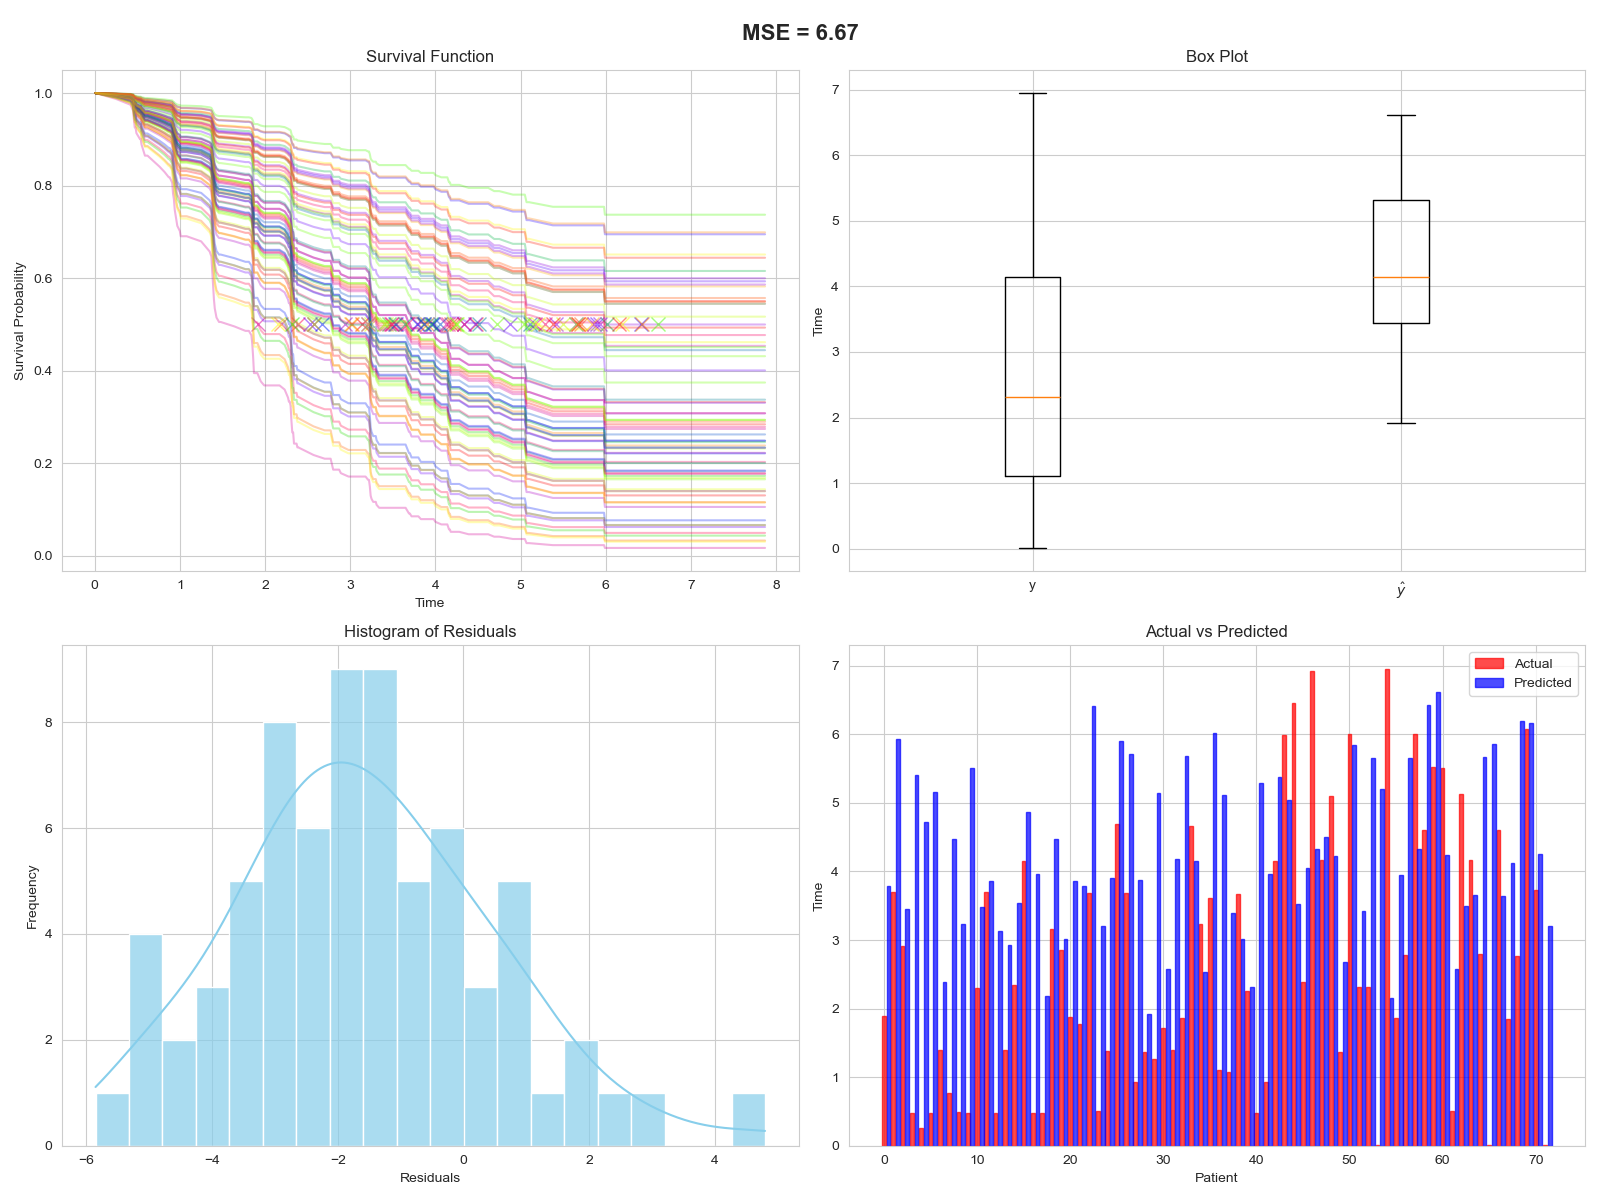 MSE = 6.67
Survival Function
Survival Probability
1.0
0.8
0.6
0.4
0.2
0.0
0 1 2 3 4 5 6 7 8
Time
Box Plot
Time
7
6
5
4
3
2
1
0
y ŷ
Histogram of Residuals
Frequency
8
6
4
2
0
−6 −4 −2 0 2 4
Residuals
Actual vs Predicted
Actual
Predicted
Time
7
6
5
4
3
2
1
0
0 10 20 30 40 50 60 70
Patient